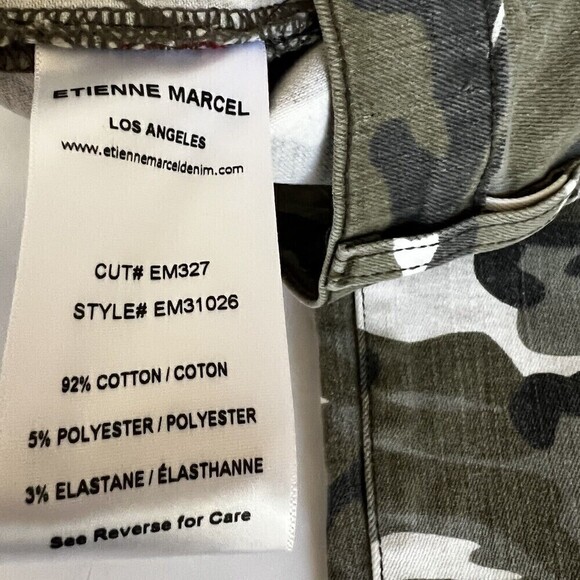 ETIENNE MARCEL
LOS ANGELES
www.etiennemarceldenim.com
CUT# EM327
STYLE# EM31026
92% COTTON / COTON
5% POLYESTER / POLYESTER
3% ELASTANE / ÉLASTHANNE
See Reverse for Care